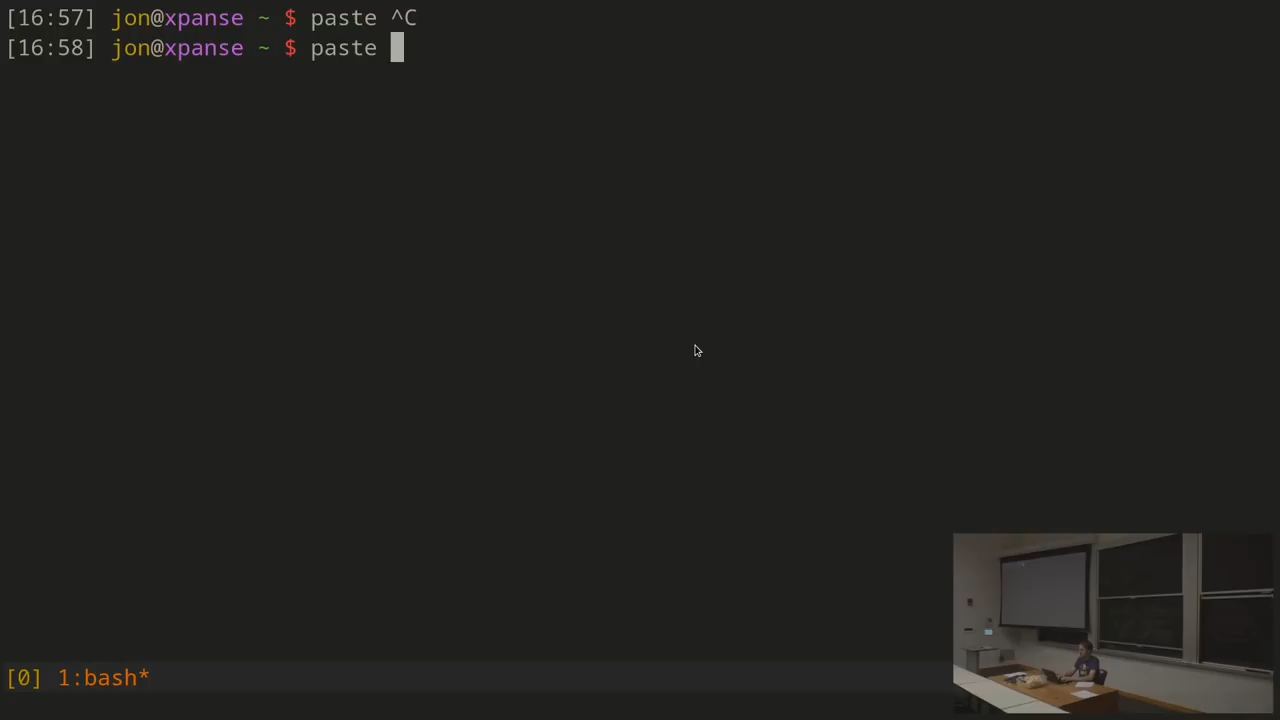 [16:57] jon@xpanse ~ $ paste ^C
[16:58] jon@xpanse ~ $ paste
[0] 1:bash*